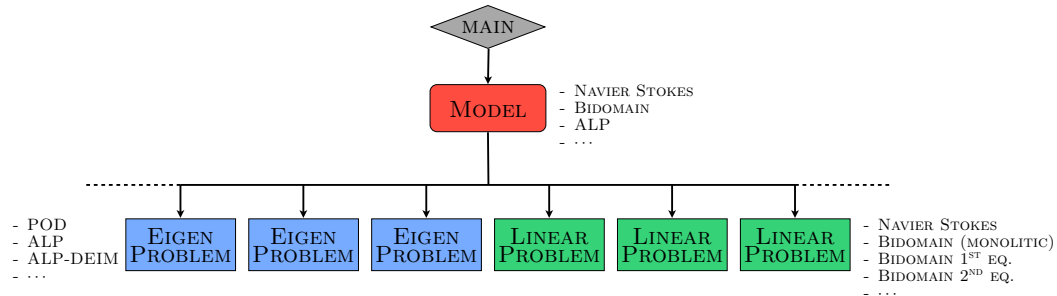 MAIN
MODEL
- NAVIER STOKES
- BIDOMAIN
- ALP
- ...
- POD
- ALP
- ALP-DEIM
- ...
EIGEN
PROBLEM
EIGEN
PROBLEM
EIGEN
PROBLEM
LINEAR
PROBLEM
LINEAR
PROBLEM
LINEAR
PROBLEM
- NAVIER STOKES
- BIDOMAIN (MONOLITIC)
- BIDOMAIN 1ST EQ.
- BIDOMAIN 2ND EQ.
- ...